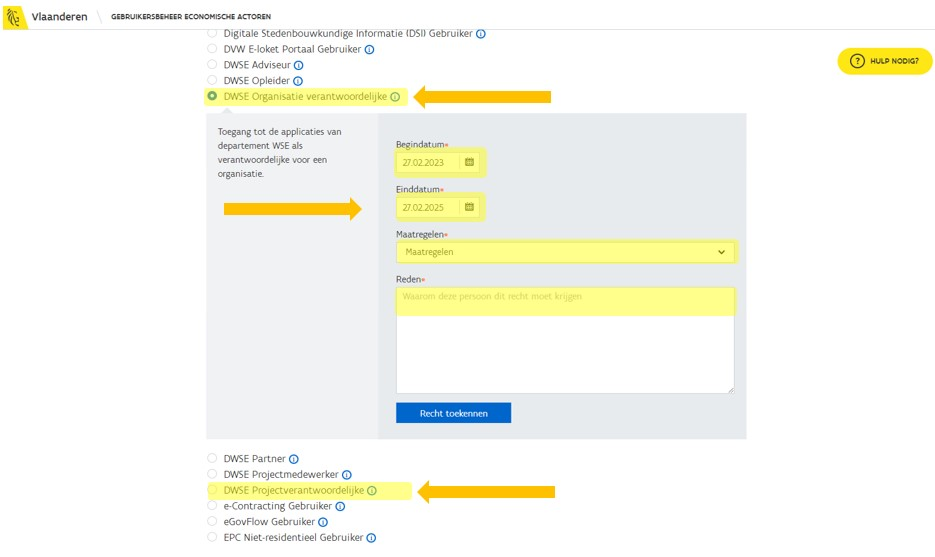 Vlaanderen
GEBRUIKERSBEHEER ECONOMISCHE ACTOREN
Digitale Stedenbouwkundige Informatie (DSI) Gebruiker
DVW E-loket Portaal Gebruiker
HULP NODIG?
DWSE Adviseur
DWSE Opleider
DWSE Organisatie verantwoordelijke
Toegang tot de applicaties van
departement WSE als
verantwoordelijke voor een
organisatie.
Begindatum*
27.02.2023
Einddatum*
27.02.2025
Maatregelen*
Maatregelen
Reden*
Waarom deze persoon dit recht moet krijgen
Recht toekennen
DWSE Partner
DWSE Projectmedewerker
DWSE Projectverantwoordelijke
e-Contracting Gebruiker
eGovFlow Gebruiker
EPC Niet-residentieel Gebruiker